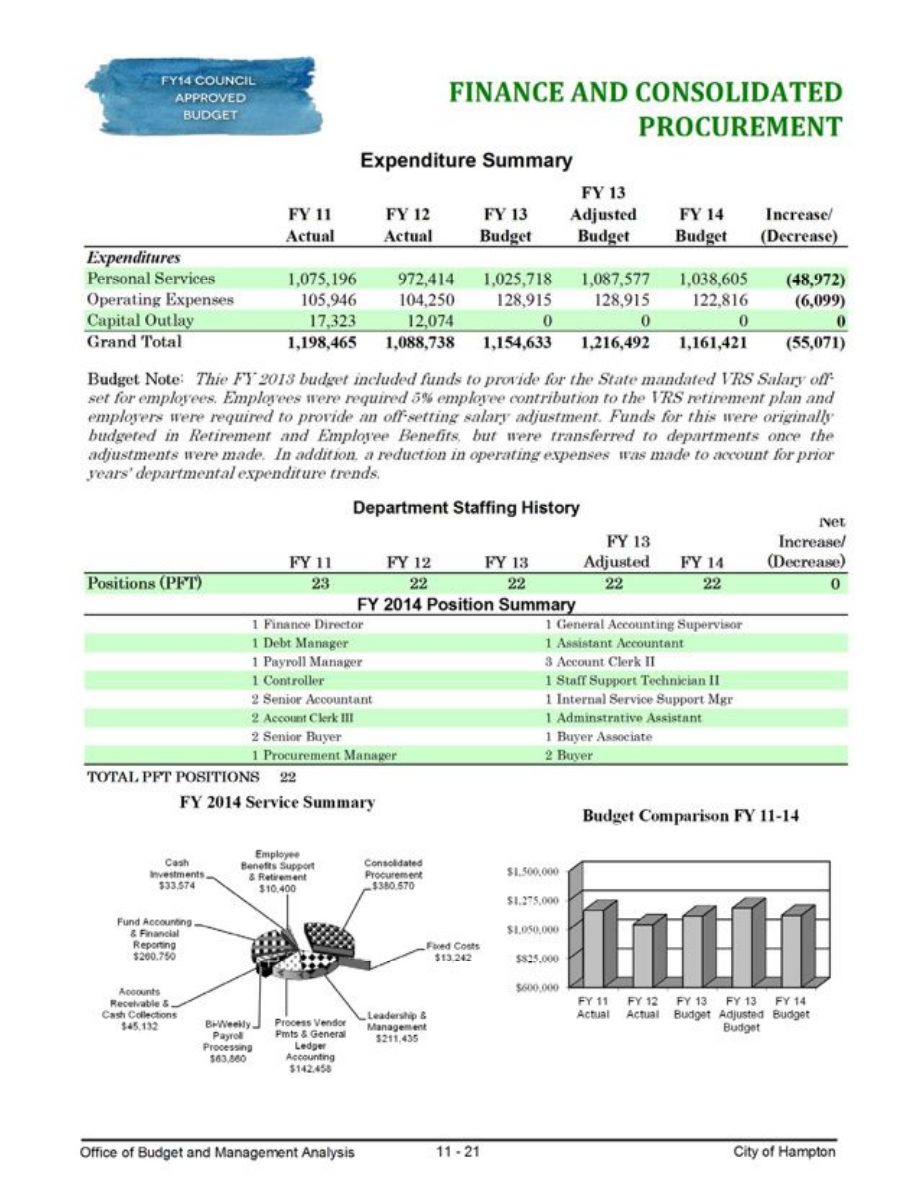 FY14 COUNCIL
APPROVED
BUDGET
FINANCE AND CONSOLIDATED
PROCUREMENT
Expenditure Summary
FY 11 Actual FY 12 Actual FY 13 Budget FY 13 Adjusted Budget FY 14 Budget Increase/ (Decrease)
Expenditures
Personal Services 1,075,196 972,414 1,025,718 1,087,577 1,038,605 (48,972)
Operating Expenses 105,946 104,250 128,915 128,915 122,816 (6,099)
Capital Outlay 17,323 12,074 0 0 0 0
Grand Total 1,198,465 1,088,738 1,154,633 1,216,492 1,161,421 (55,071)
Budget Note: Thie FY 2013 budget included funds to provide for the State mandated VRS Salary off-
set for employees. Employees were required 5% employee contribution to the VRS retirement plan and
employers were required to provide an off-setting salary adjustment. Funds for this were originally
budgeted in Retirement and Employee Benefits, but were transferred to departments once the
adjustments were made. In addition, a reduction in operating expenses was made to account for prior
years' departmental expenditure trends.
Department Staffing History
FY 11 FY 12 FY 13 FY 13 Adjusted FY 14 Net Increase/ (Decrease)
Positions (PFT) 23 22 22 22 22 0
FY 2014 Position Summary
1 Finance Director 1 General Accounting Supervisor
1 Debt Manager 1 Assistant Accountant
1 Payroll Manager 3 Account Clerk II
1 Controller 1 Staff Support Technician II
2 Senior Accountant 1 Internal Service Support Mgr
2 Account Clerk III 1 Adminstrative Assistant
2 Senior Buyer 1 Buyer Associate
1 Procurement Manager 2 Buyer
TOTAL PFT POSITIONS 22
FY 2014 Service Summary
Employee
Benefits Support
& Retirement
$10,400
Cash
Investments
$33,574
Consolidated
Procurement
$380,570
Fund Accounting
& Financial
Reporting
$260,750
Fixed Costs
$13,242
Accounts
Receivable &
Cash Collections
$45,132
Bi-Weekly
Payroll
Processing
$63,860
Process Vendor
Pmts & General
Ledger
Accounting
$142,458
Leadership &
Management
$211,435
Budget Comparison FY 11-14
$1,500,000
$1,275,000
$1,050,000
$825,000
$600,000
FY 11 Actual
FY 12 Actual
FY 13 Budget
FY 13 Adjusted Budget
FY 14 Budget
Office of Budget and Management Analysis 11 - 21 City of Hampton